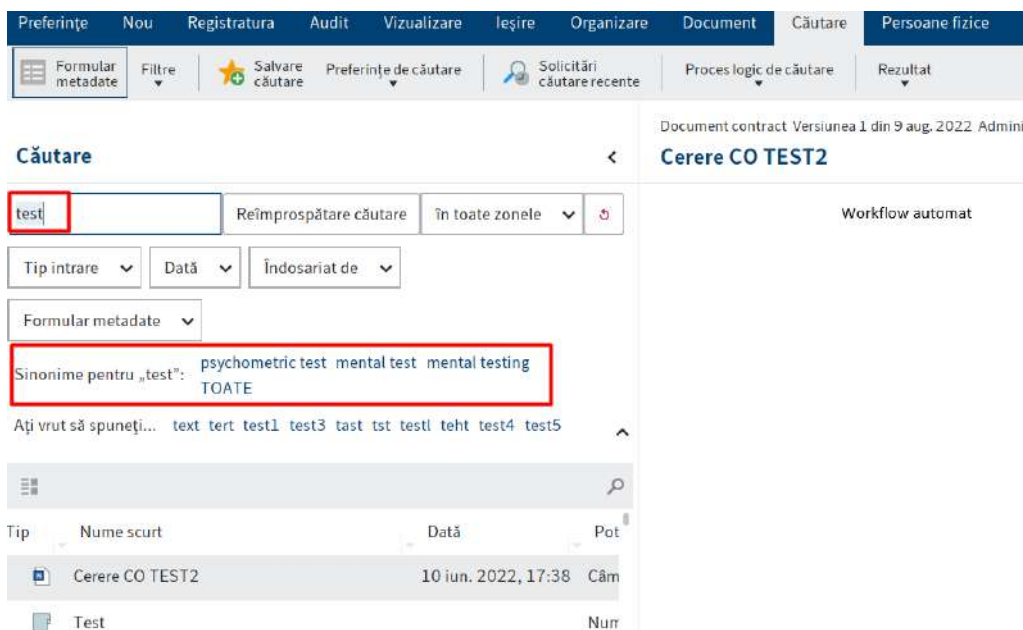 Preferințe Nou Registratura Audit Vizualizare Ieșire Organizare Document Căutare Persoane fizice
Formular metadate Filtre Salvare căutare Preferințe de căutare Solicitări căutare recente Proces logic de căutare Rezultat
Document contract Versiunea 1 din 9 aug. 2022 Admini
Căutare
Cerere CO TEST2
test Reîmprospătare căutare în toate zonele
Workflow automat
Tip intrare Dată Îndosariat de
Formular metadate
Sinonime pentru „test”: psychometric test mental test mental testing
TOATE
Ați vrut să spuneți... text tert test1 test3 tast tst testl teht test4 test5
Tip Nume scurt Dată Pot
Cerere CO TEST2 10 iun. 2022, 17:38 Câm
Test Num